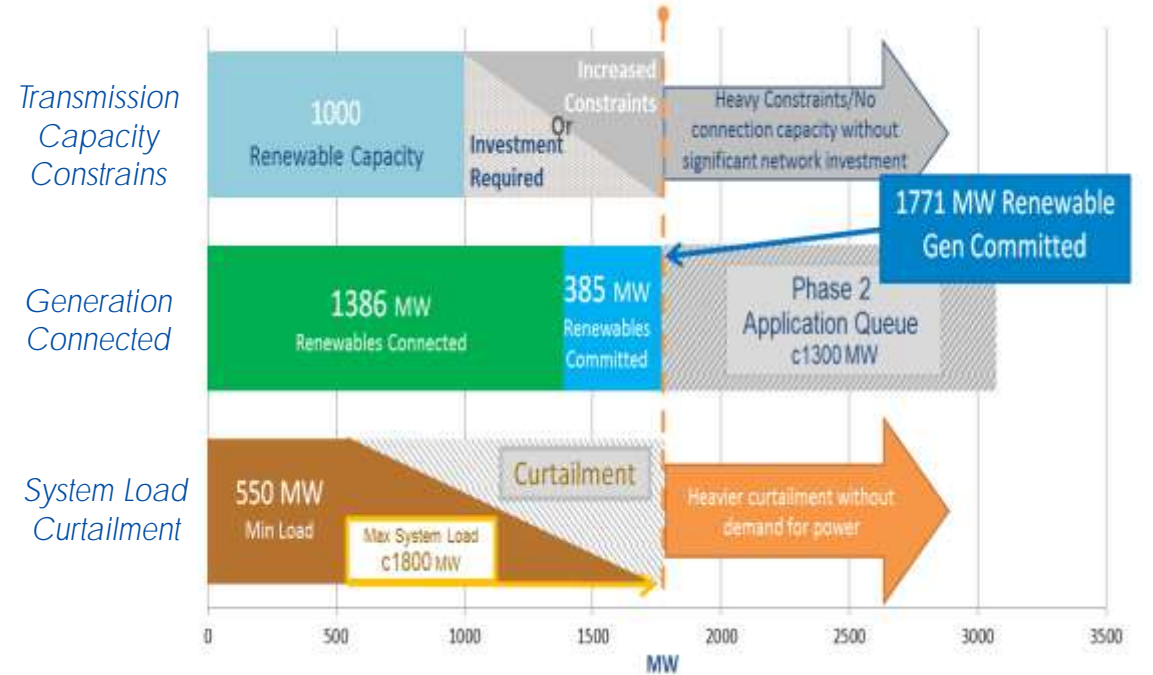 Transmission
Capacity
Constrains
1000
Renewable Capacity
Increased
Constraints
Or
Investment
Required
Heavy Constraints/No
connection capacity without
significant network investment
1771 MW Renewable
Gen Committed
Generation
Connected
1386 MW
Renewables Connected
385 MW
Renewables
Committed
Phase 2
Application Queue
c1300 MW
System Load
Curtailment
550 MW
Min Load
Max System Load
c1800 MW
Curtailment
Heavier curtailment without
demand for power
0 500 1000 1500 2000 2500 3000 3500
MW